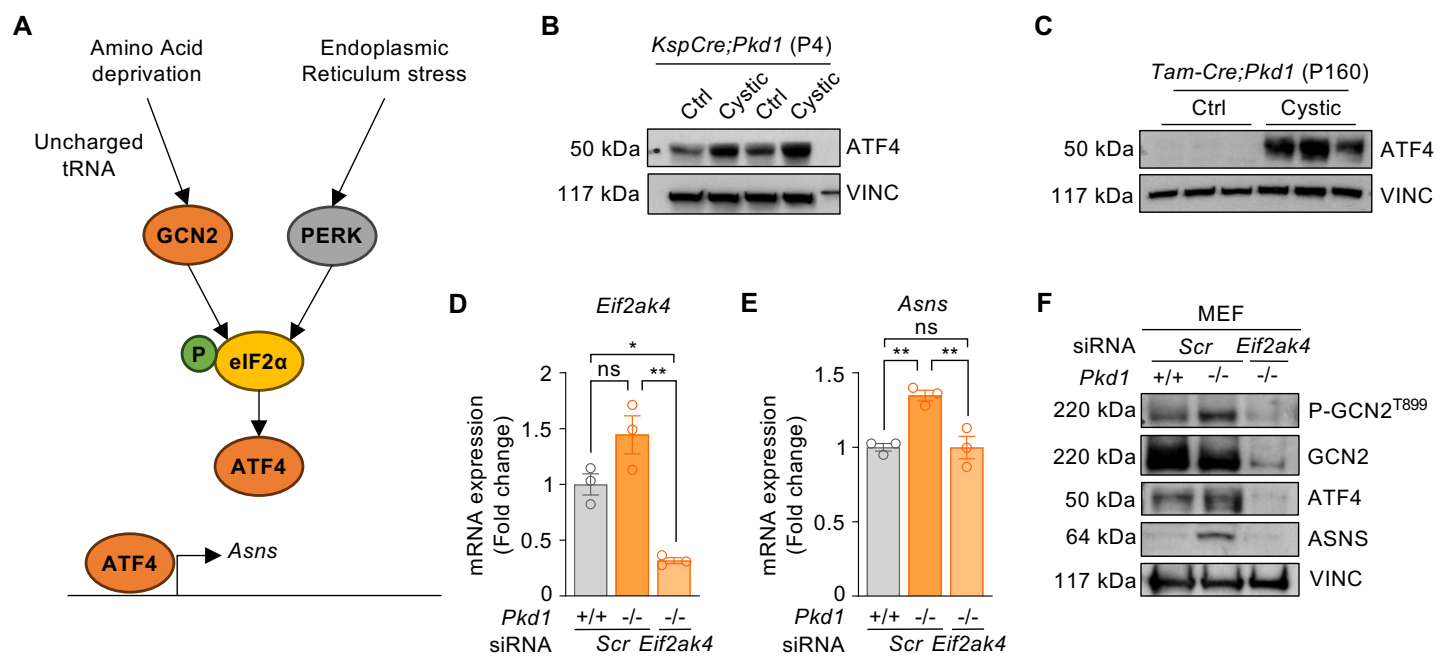 A
Amino Acid
deprivation
Endoplasmic
Reticulum stress
Uncharged
tRNA
GCN2
PERK
P
eIF2α
ATF4
ATF4
Asns
B
KspCre;Pkd1 (P4)
Ctrl
Cystic
Ctrl
Cystic
50 kDa
ATF4
117 kDa
VINC
C
Tam-Cre;Pkd1 (P160)
Ctrl
Cystic
50 kDa
ATF4
117 kDa
VINC
D
Eif2ak4
*
ns
**
mRNA expression
(Fold change)
2
1.5
1
0.5
0
Pkd1
+/+
-/-
-/-
siRNA
Scr
Eif2ak4
E
Asns
ns
**
**
mRNA expression
(Fold change)
1.5
1
0.5
0
Pkd1
+/+
-/-
-/-
siRNA
Scr
Eif2ak4
F
MEF
siRNA
Scr
Eif2ak4
Pkd1
+/+
-/-
-/-
220 kDa
P-GCN2T899
220 kDa
GCN2
50 kDa
ATF4
64 kDa
ASNS
117 kDa
VINC